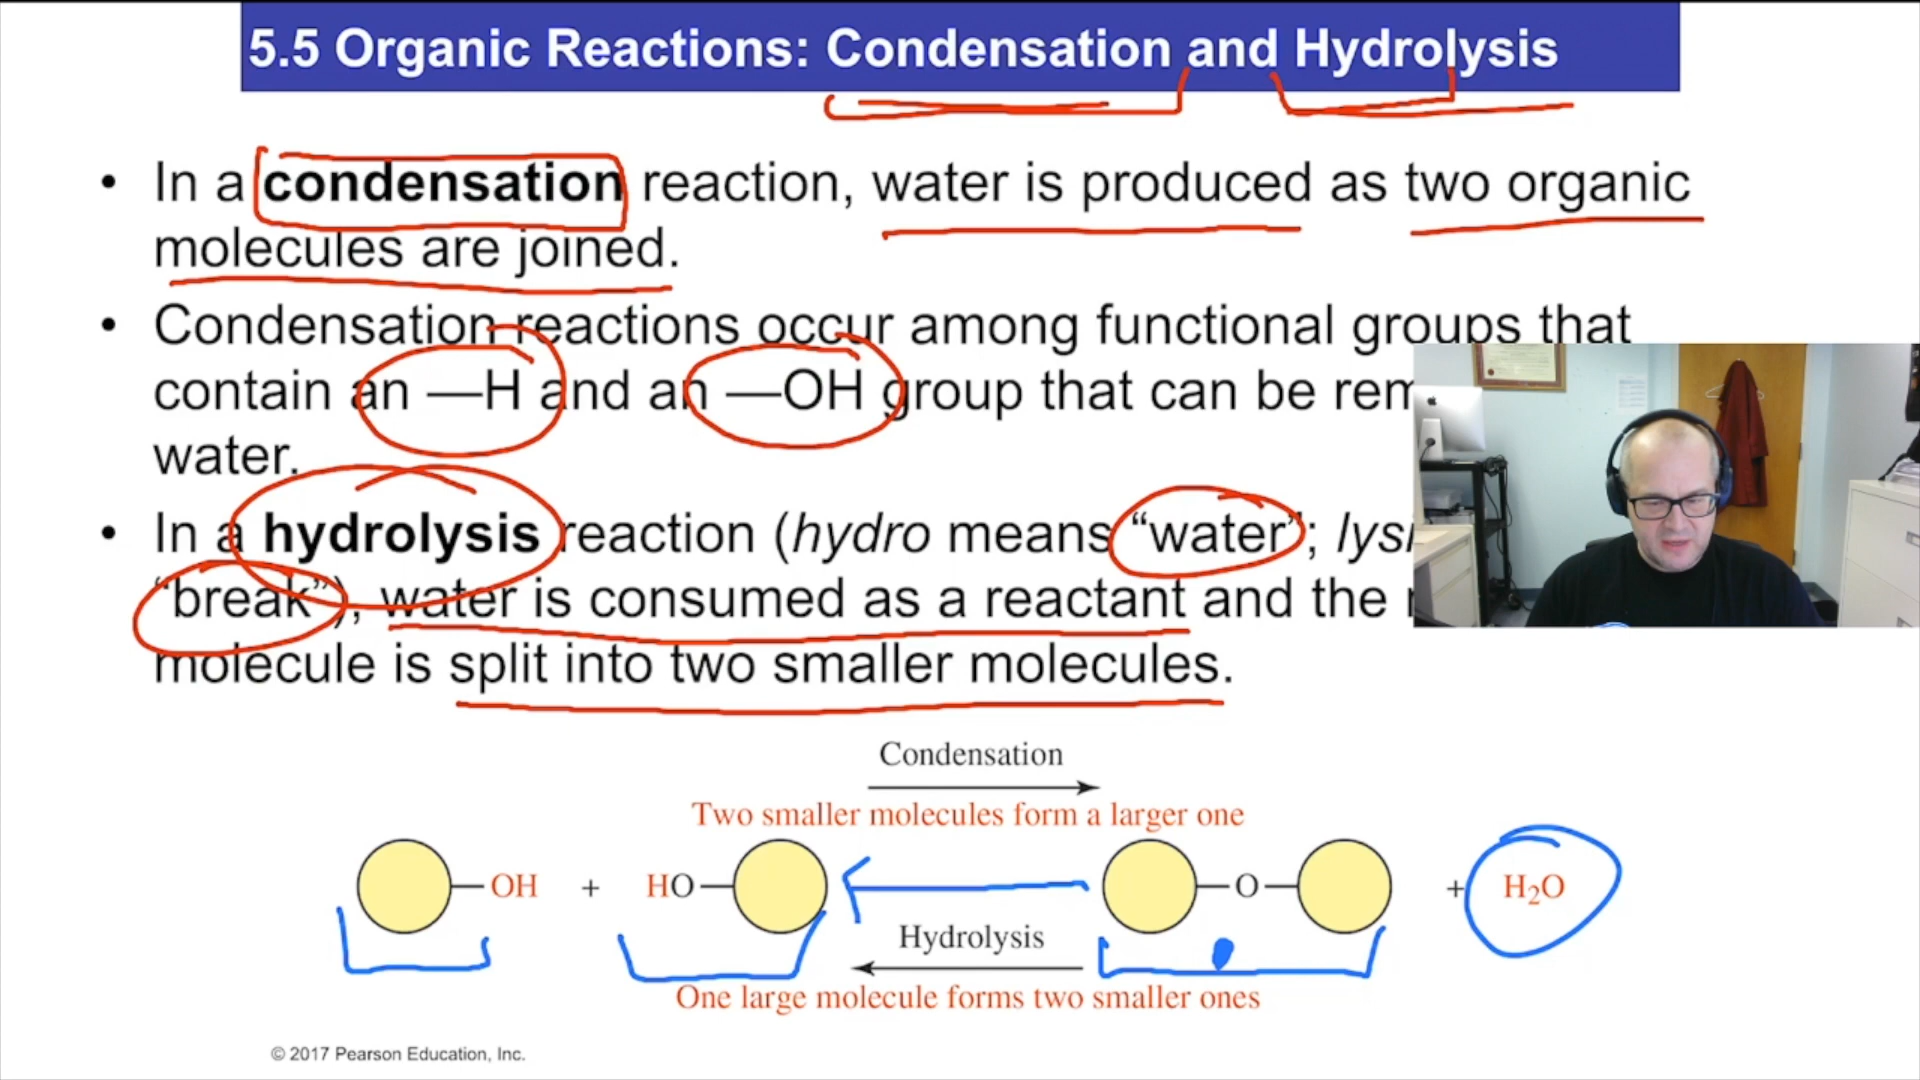 5.5 Organic Reactions: Condensation and Hydrolysis
• In a condensation reaction, water is produced as two organic
molecules are joined.
• Condensation reactions occur among functional groups that
contain an —H and an —OH group that can be rem
water.
• In a hydrolysis reaction (hydro means “water”; lysi
“break”), water is consumed as a reactant and the
molecule is split into two smaller molecules.
Condensation
Two smaller molecules form a larger one
OH + HO O + H₂O
Hydrolysis
One large molecule forms two smaller ones
© 2017 Pearson Education, Inc.